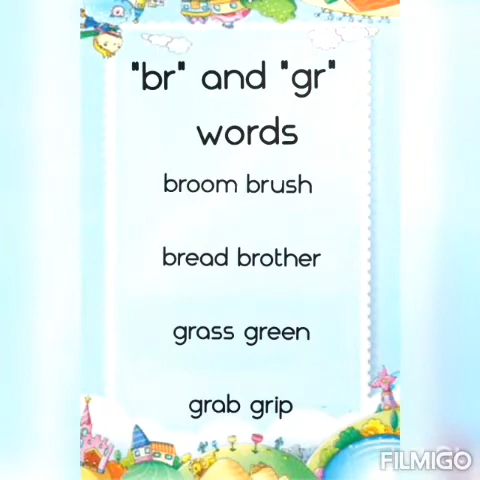 "br" and "gr"
words
broom brush
bread brother
grass green
grab grip
FILMIGO